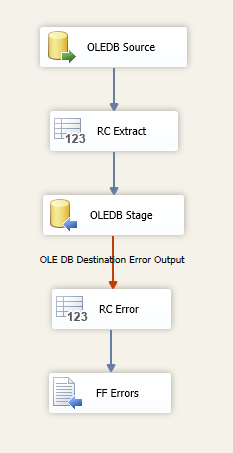 OLEDB Source
123
RC Extract
OLEDB Stage
OLE DB Destination Error Output
123
RC Error
FF Errors